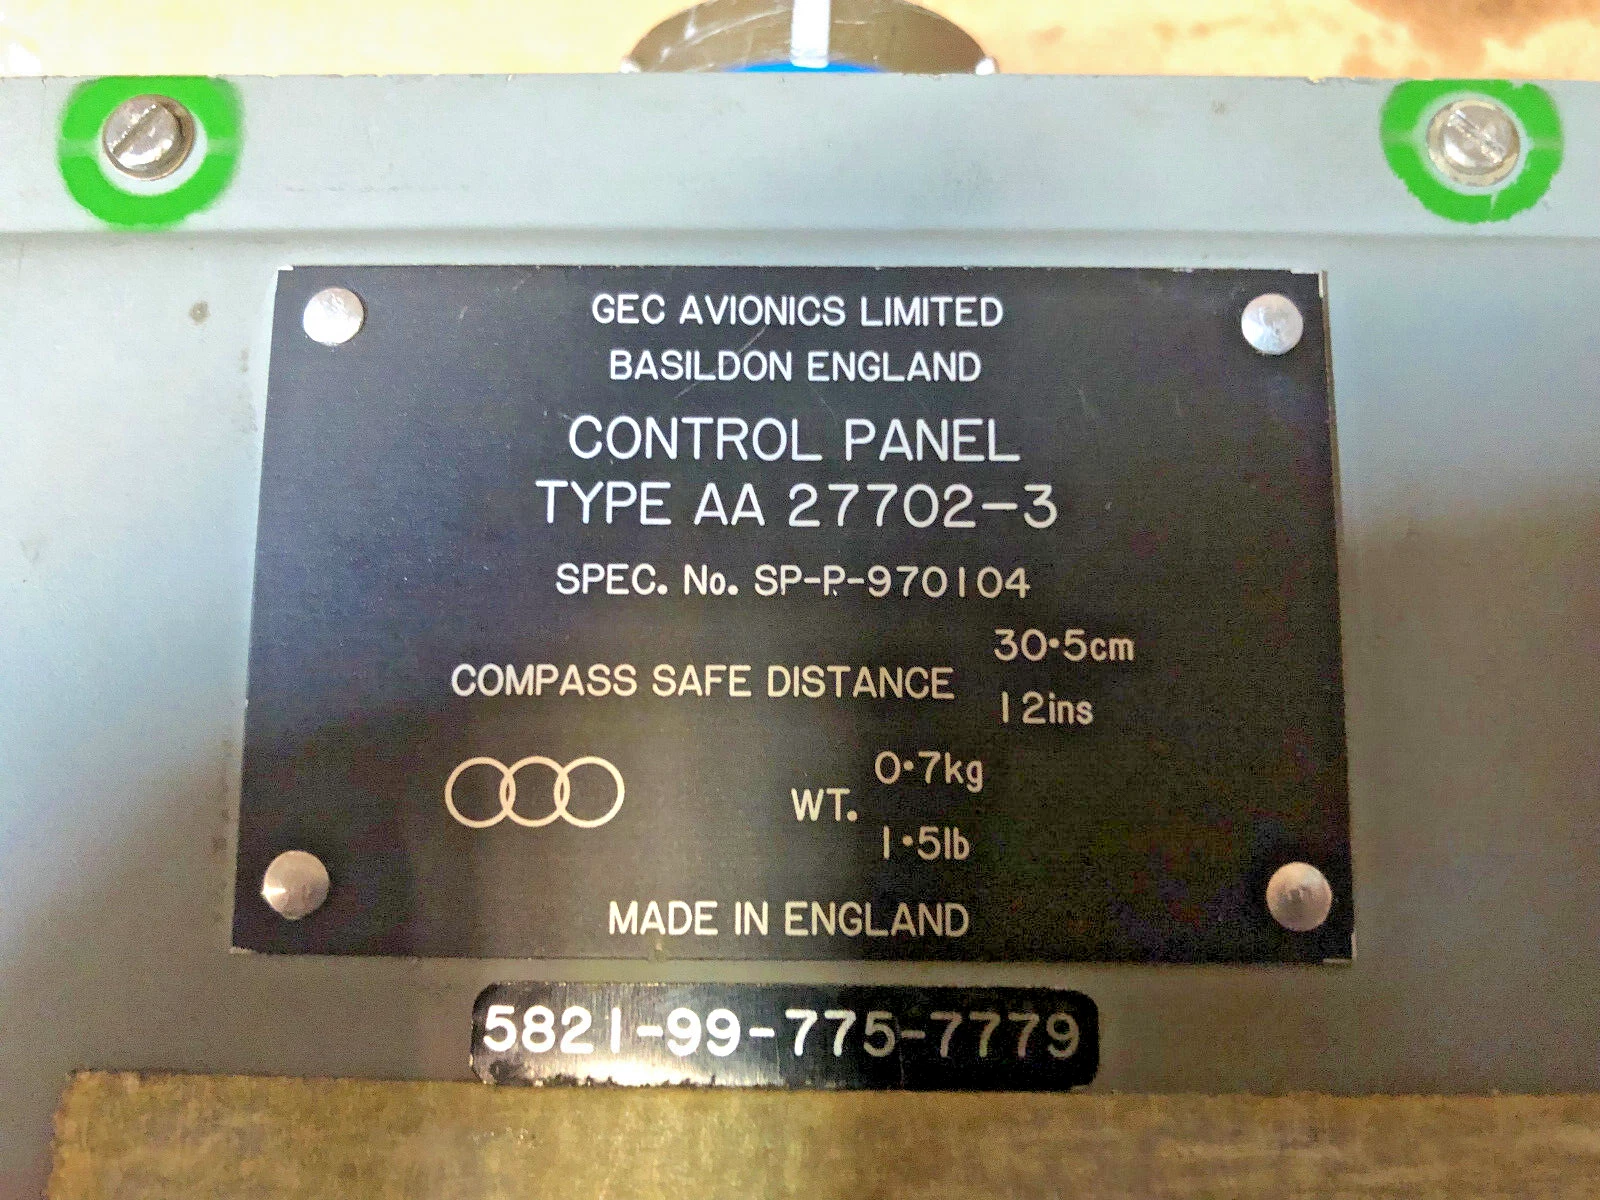 GEC AVIONICS LIMITED
BASILDON ENGLAND
CONTROL PANEL
TYPE AA 27702-3
SPEC. No. SP-P-970104
COMPASS SAFE DISTANCE 30·5cm
12ins
WT. 0·7kg
1·5lb
MADE IN ENGLAND
5821-99-775-7779